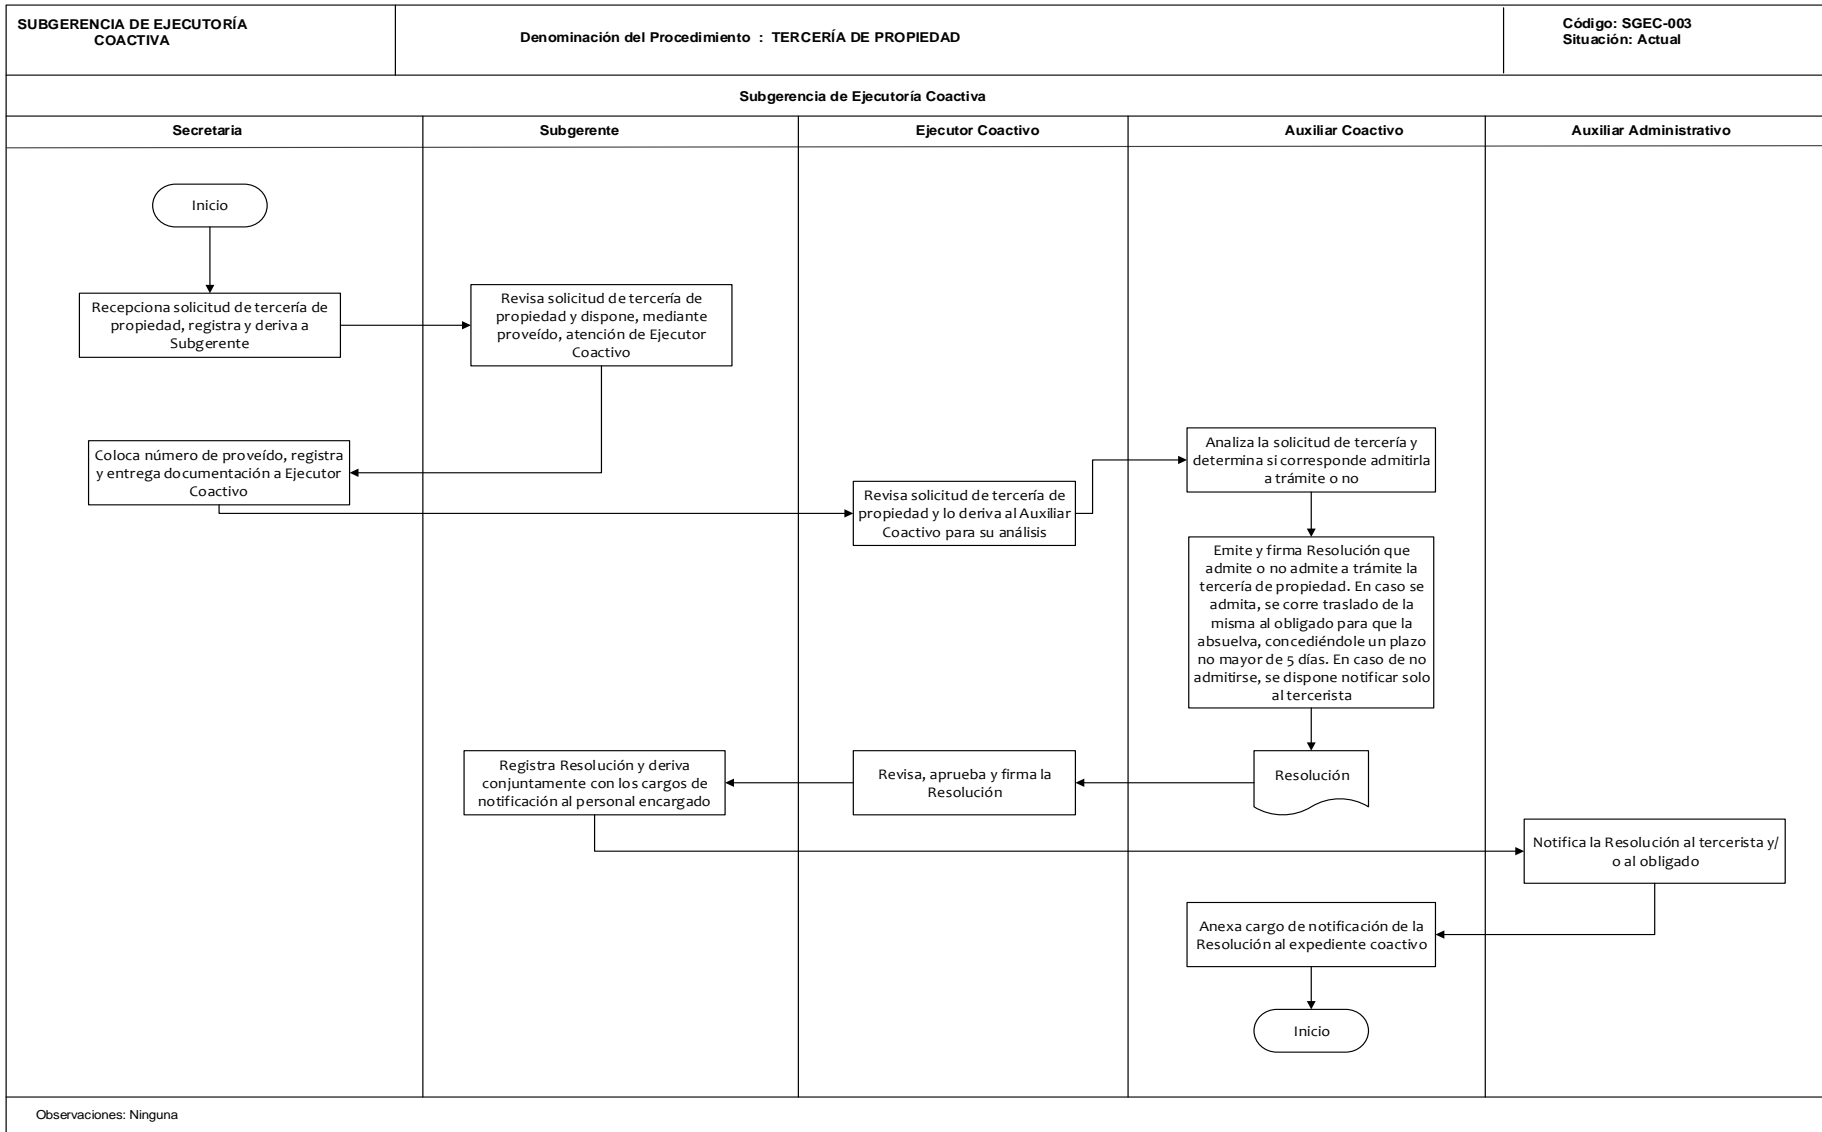 SUBGERENCIA DE EJECUTORÍA
COACTIVA
Denominación del Procedimiento : TERCERÍA DE PROPIEDAD
Código: SGEC-003
Situación: Actual
Subgerencia de Ejecutoría Coactiva
Secretaria
Subgerente
Ejecutor Coactivo
Auxiliar Coactivo
Auxiliar Administrativo
Inicio
Recepciona solicitud de tercería de
propiedad, registra y deriva a
Subgerente
Revisa solicitud de tercería de
propiedad y dispone, mediante
proveído, atención de Ejecutor
Coactivo
Coloca número de proveído, registra
y entrega documentación a Ejecutor
Coactivo
Revisa solicitud de tercería de
propiedad y lo deriva al Auxiliar
Coactivo para su análisis
Analiza la solicitud de tercería y
determina si corresponde admitirla
a trámite o no
Emite y firma Resolución que
admite o no admite a trámite la
tercería de propiedad. En caso se
admita, se corre traslado de la
misma al obligado para que la
absuelva, concediéndole un plazo
no mayor de 5 días. En caso de no
admitirse, se dispone notificar solo
al tercerista
Resolución
Revisa, aprueba y firma la
Resolución
Registra Resolución y deriva
conjuntamente con los cargos de
notificación al personal encargado
Notifica la Resolución al tercerista y/
o al obligado
Anexa cargo de notificación de la
Resolución al expediente coactivo
Inicio
Observaciones: Ninguna